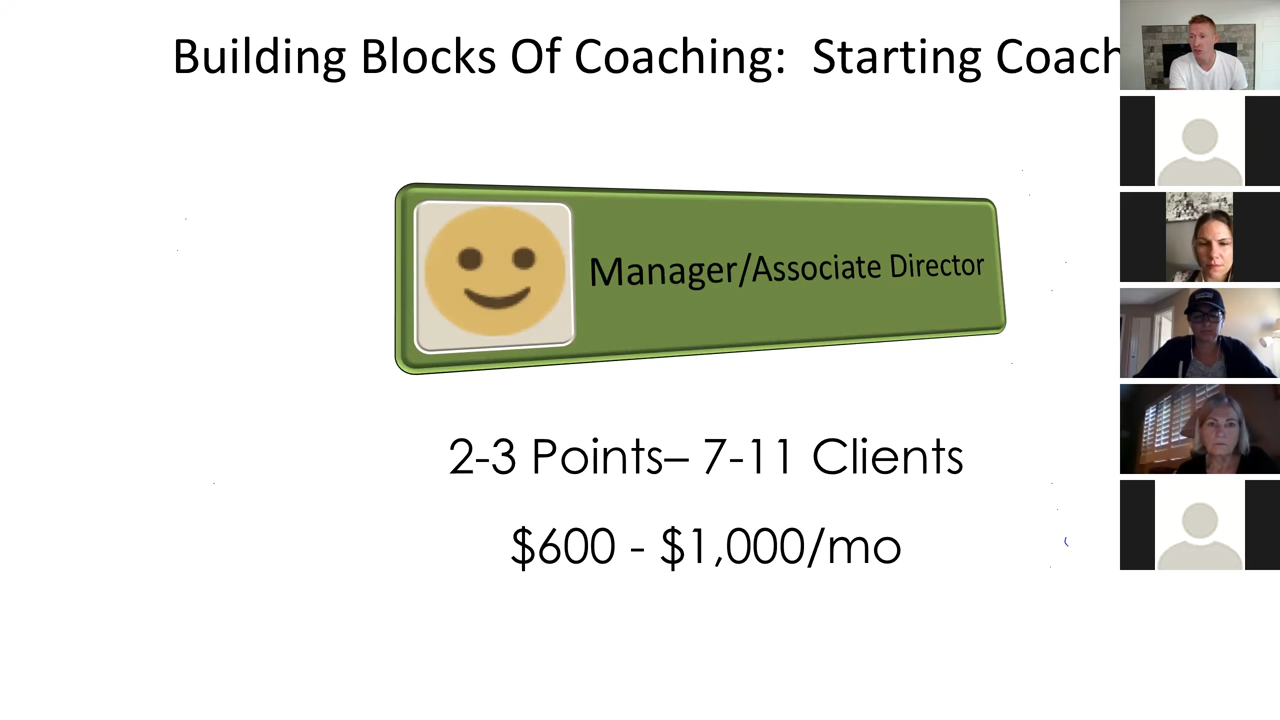 Building Blocks Of Coaching:  Starting Coach
Manager/Associate Director
2-3 Points– 7-11 Clients
$600 - $1,000/mo